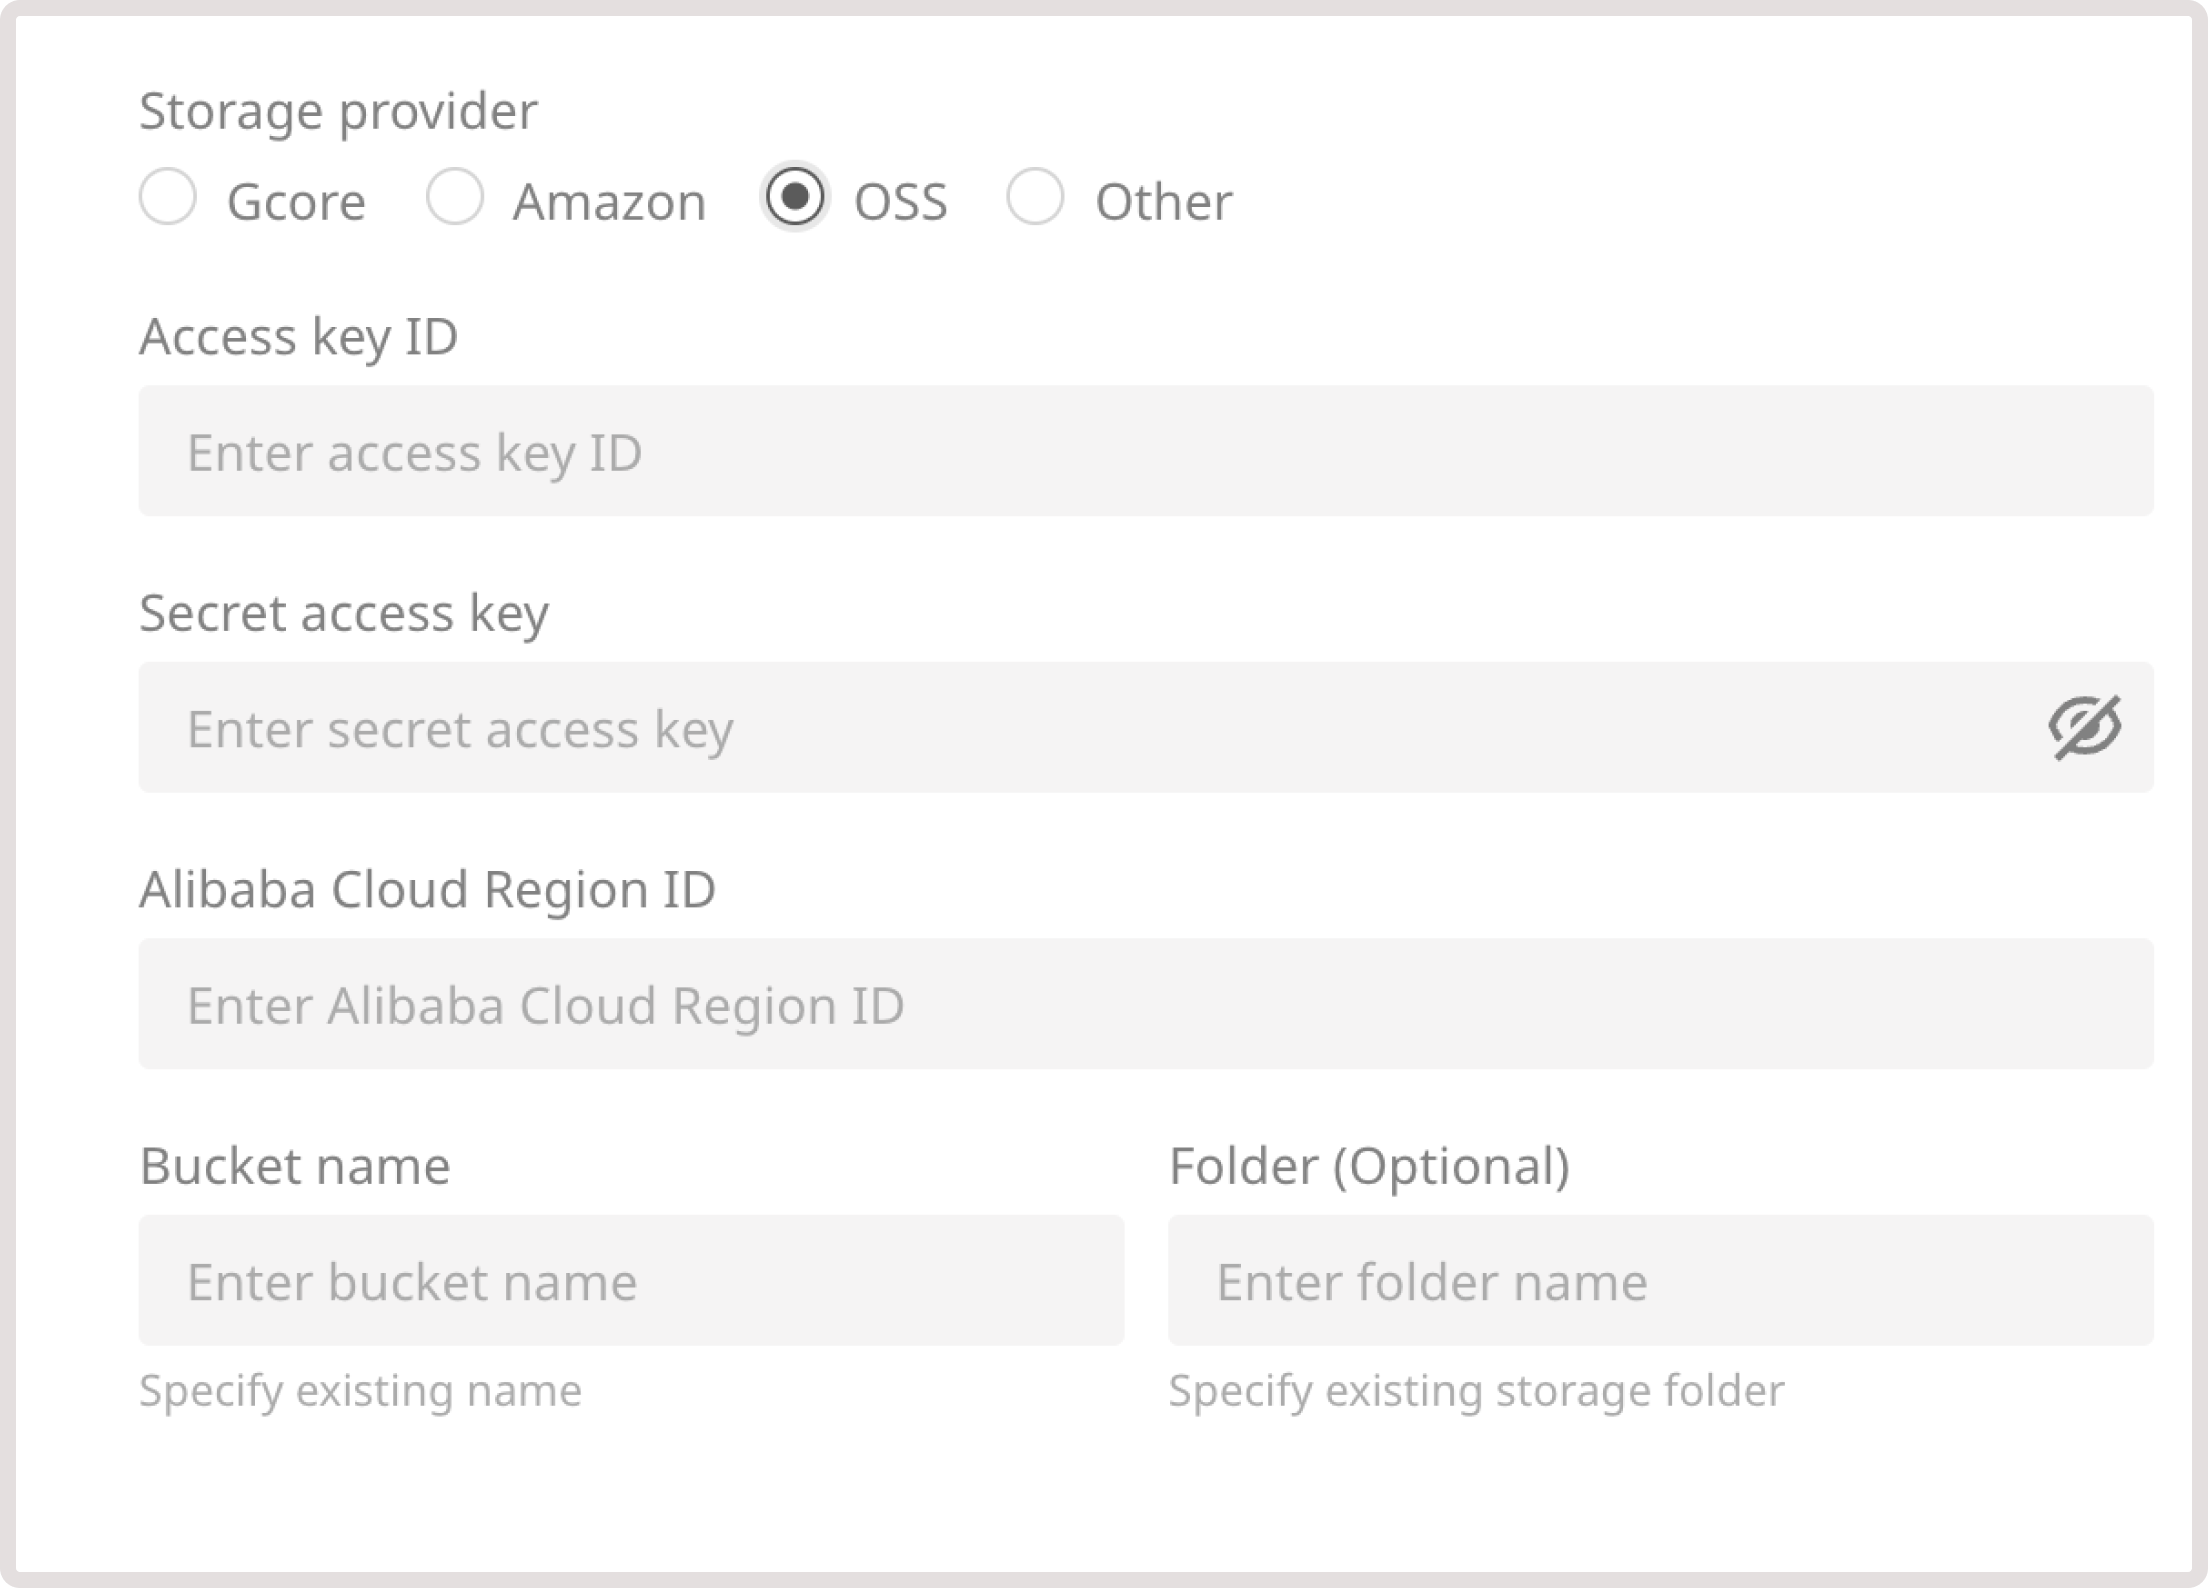 Storage provider
Gcore Amazon OSS Other
Access key ID
Enter access key ID
Secret access key
Enter secret access key
Alibaba Cloud Region ID
Enter Alibaba Cloud Region ID
Bucket name Folder (Optional)
Enter bucket name Enter folder name
Specify existing name Specify existing storage folder